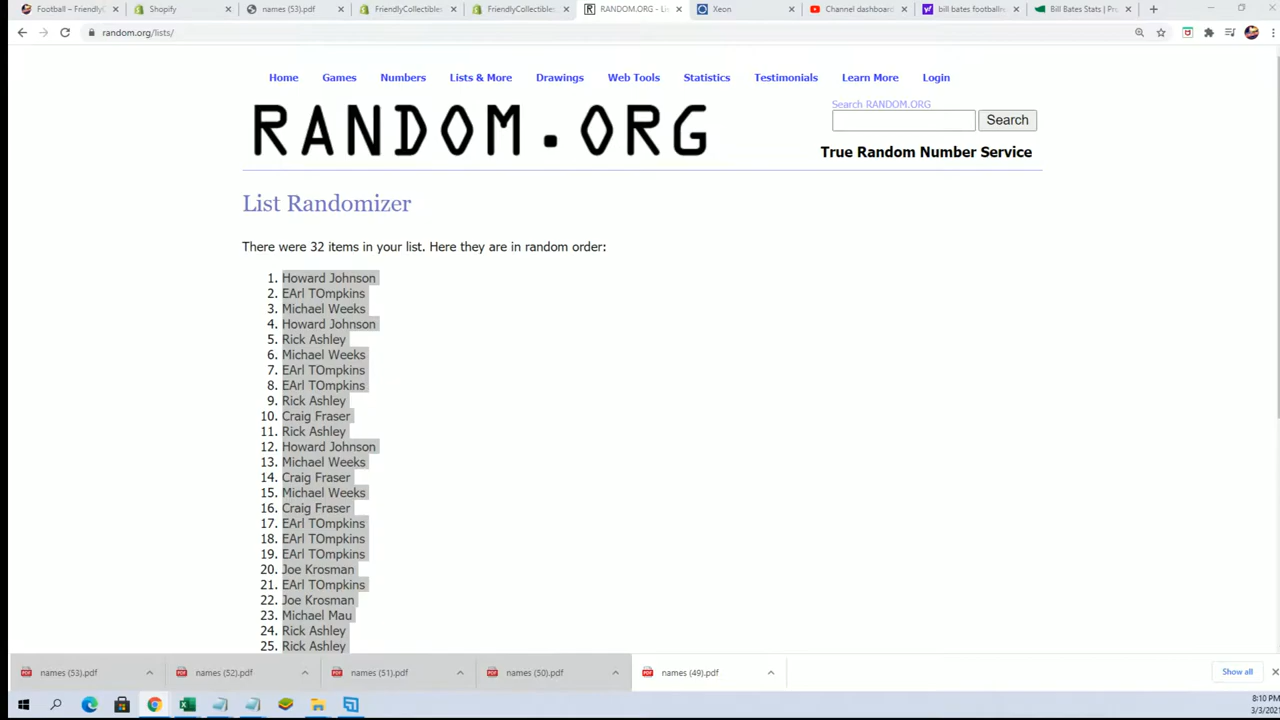 Football – Friendly
Shopify
names (53).pdf
FriendlyCollectibles
FriendlyCollectibles
RANDOM.ORG - Li
Xeon
Channel dashboard
bill bates footballre
Bill Bates Stats | Pr
random.org/lists/
Home Games Numbers Lists & More Drawings Web Tools Statistics Testimonials Learn More Login
RANDOM.ORG
Search RANDOM.ORG
Search
True Random Number Service
List Randomizer
There were 32 items in your list. Here they are in random order:
1. Howard Johnson
2. EArl TOmpkins
3. Michael Weeks
4. Howard Johnson
5. Rick Ashley
6. Michael Weeks
7. EArl TOmpkins
8. EArl TOmpkins
9. Rick Ashley
10. Craig Fraser
11. Rick Ashley
12. Howard Johnson
13. Michael Weeks
14. Craig Fraser
15. Michael Weeks
16. Craig Fraser
17. EArl TOmpkins
18. EArl TOmpkins
19. EArl TOmpkins
20. Joe Krosman
21. EArl TOmpkins
22. Joe Krosman
23. Michael Mau
24. Rick Ashley
25. Rick Ashley
names (53).pdf
names (52).pdf
names (51).pdf
names (50).pdf
names (49).pdf
Show all
8:10 PM
3/3/2021